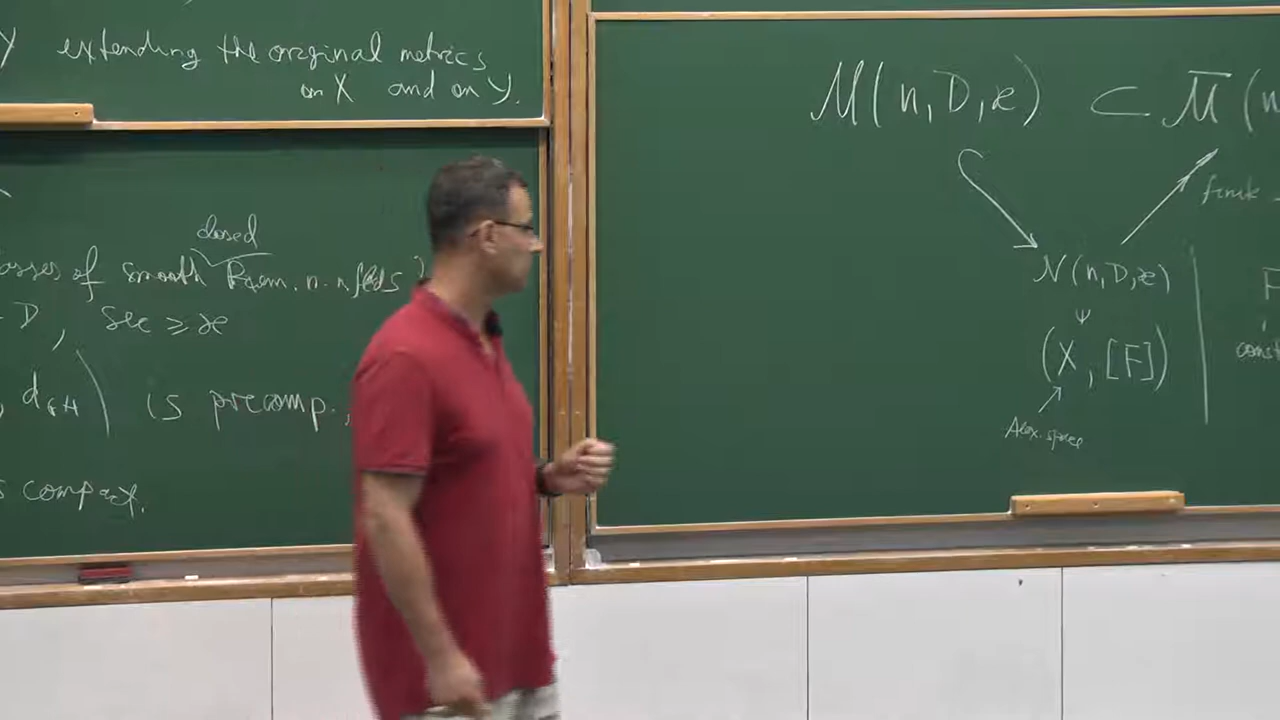 Y extending the original metrics
on X and on Y.
closed
sses of smooth Riem. n-mflds
D, sec ≥ æ
, d_GH) is precomp.,
s compact.
M(n,D,æ) ⊂ M̄(n
finite
N(n,D,æ)
Ψ
(X, [F])
F
const
Alex. space